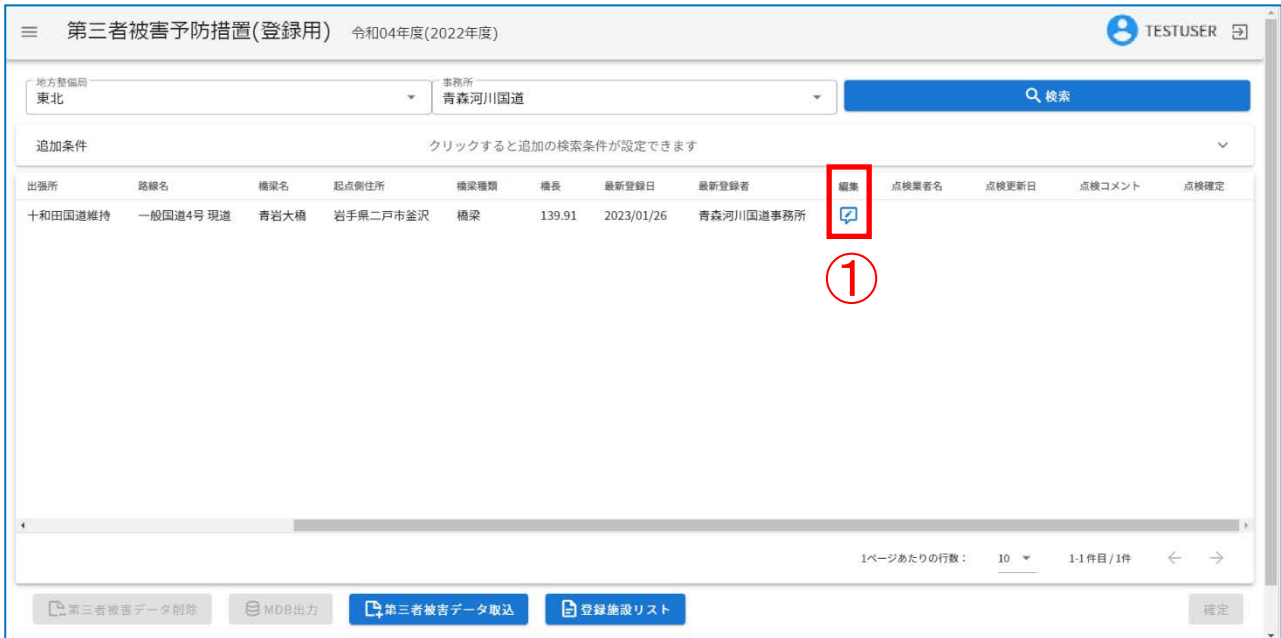 第三者被害予防措置(登録用) 令和04年度(2022年度) TESTUSER
地方整備局 事務所
東北 青森河川国道 検索
追加条件 クリックすると追加の検索条件が設定できます
出張所 路線名 橋梁名 起点側住所 橋梁種類 橋長 最新登録日 最新登録者 編集 点検業者名 点検更新日 点検コメント 点検確定
十和田国道維持 一般国道4号 現道 青岩大橋 岩手県二戸市釜沢 橋梁 139.91 2023/01/26 青森河川国道事務所
①
1ページあたりの行数： 10 1-1 件目 / 1件
第三者被害データ削除 MDB出力 第三者被害データ取込 登録施設リスト 確定